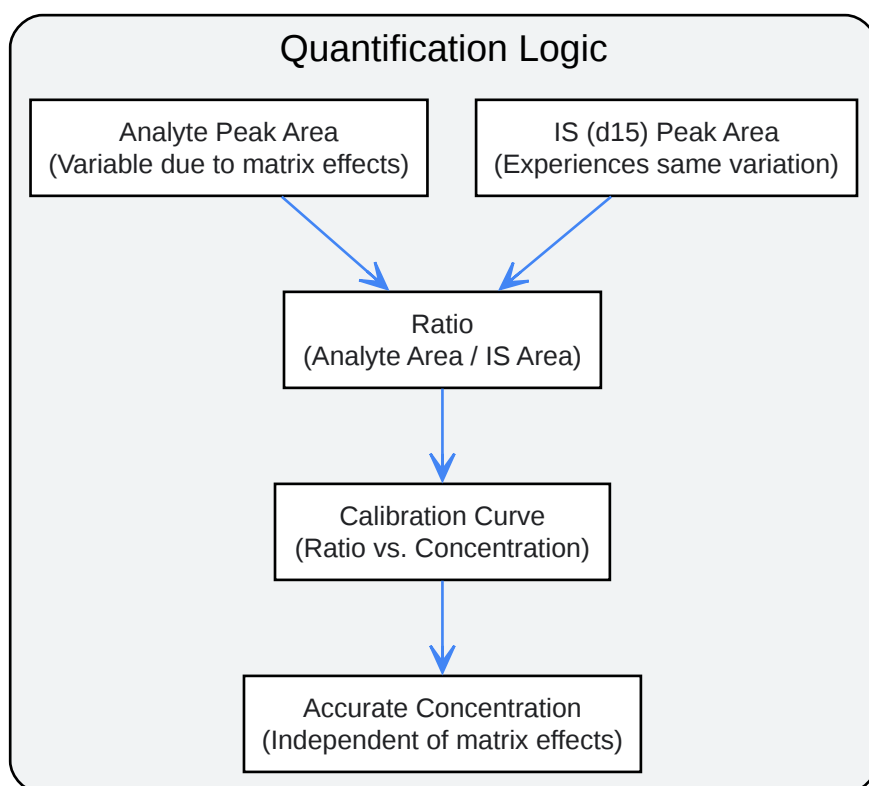 Quantification Logic
Analyte Peak Area
(Variable due to matrix effects)
IS (d15) Peak Area
(Experiences same variation)
Ratio
(Analyte Area / IS Area)
Calibration Curve
(Ratio vs. Concentration)
Accurate Concentration
(Independent of matrix effects)